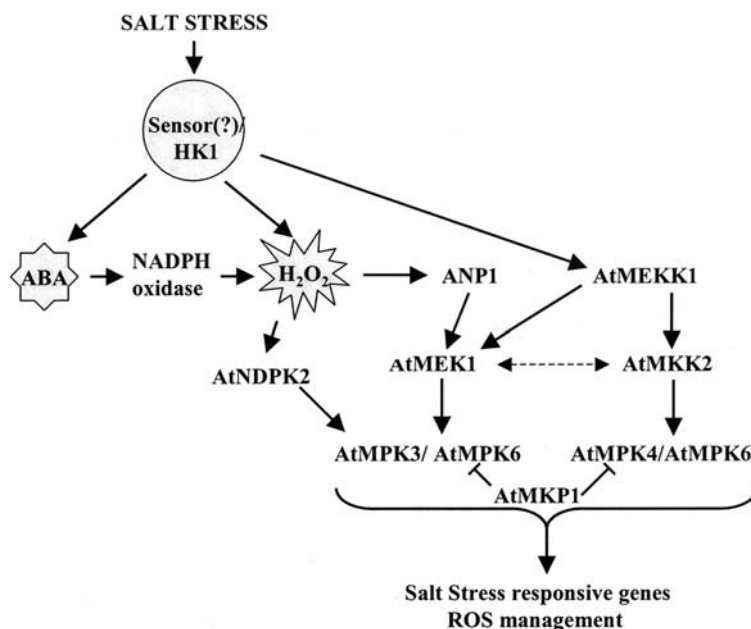 SALT STRESS
Sensor(?)/
HK1
ABA
NADPH
oxidase
H₂O₂
ANP1
AtMEKK1
AtNDPK2
AtMEK1
AtMKK2
AtMPK3/ AtMPK6
AtMPK4/AtMPK6
AtMKP1
Salt Stress responsive genes
ROS management